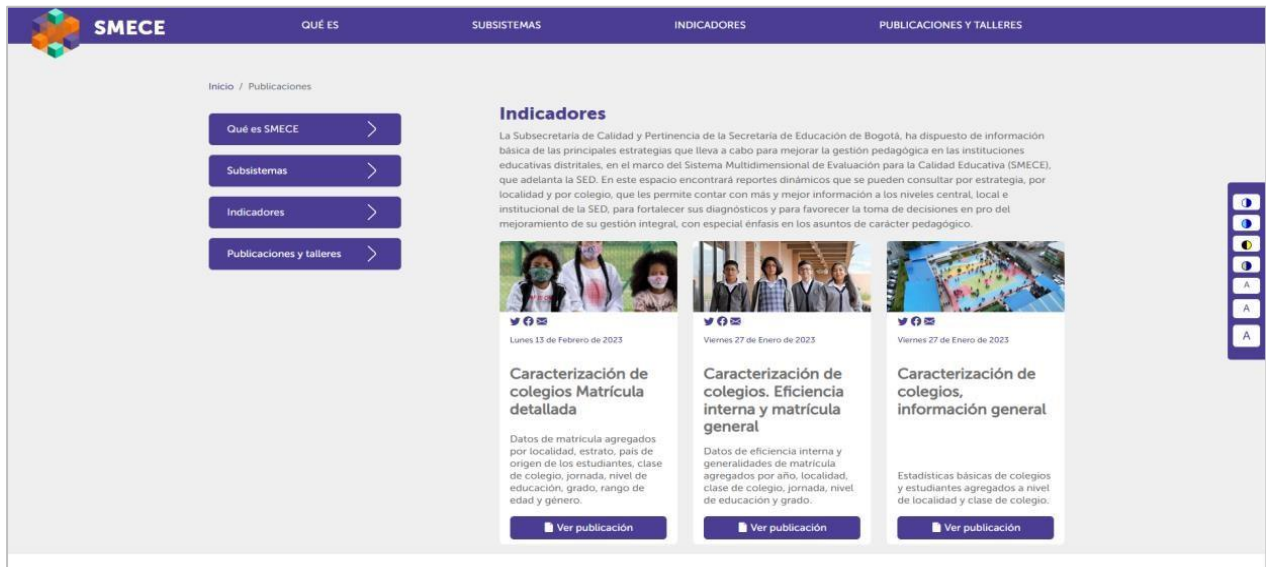 SMECE
QUÉ ES
SUBSISTEMAS
INDICADORES
PUBLICACIONES Y TALLERES
Inicio / Publicaciones
Qué es SMECE
Subsistemas
Indicadores
Publicaciones y talleres
Indicadores
La Subsecretaría de Calidad y Pertinencia de la Secretaría de Educación de Bogotá, ha dispuesto de información
básica de las principales estrategias que lleva a cabo para mejorar la gestión pedagógica en las instituciones
educativas distritales, en el marco del Sistema Multidimensional de Evaluación para la Calidad Educativa (SMECE),
que adelanta la SED. En este espacio encontrará reportes dinámicos que se pueden consultar por estrategia, por
localidad y por colegio, que les permite contar con más y mejor información a los niveles central, local e
institucional de la SED, para fortalecer sus diagnósticos y para favorecer la toma de decisiones en pro del
mejoramiento de su gestión integral, con especial énfasis en los asuntos de carácter pedagógico.
Lunes 13 de Febrero de 2023
Caracterización de
colegios Matrícula
detallada
Datos de matricula agregados
por localidad, estrato, país de
origen de los estudiantes, clase
de colegio, jornada, nivel de
educación, grado, rango de
edad y género.
Ver publicación
Viernes 27 de Enero de 2023
Caracterización de
colegios. Eficiencia
interna y matrícula
general
Datos de eficiencia interna y
generalidades de matrícula
agregados por año, localidad,
clase de colegio, jornada, nivel
de educación y grado.
Ver publicación
Viernes 27 de Enero de 2023
Caracterización de
colegios,
información general
Estadísticas básicas de colegios
y estudiantes agregados a nivel
de localidad y clase de colegio.
Ver publicación
A
A
A